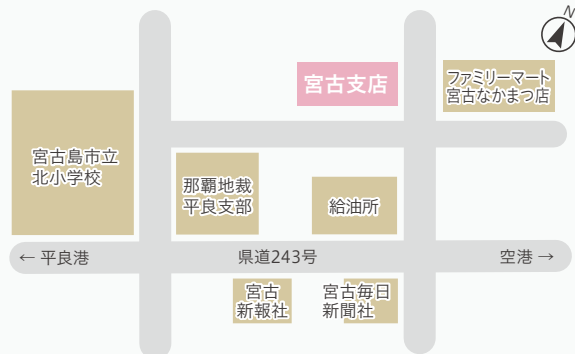 N
宮古支店
ファミリーマート
宮古なかまつ店
宮古島市立
北小学校
那覇地裁
平良支部
給油所
← 平良港
県道243号
空港 →
宮古
新報社
宮古毎日
新聞社